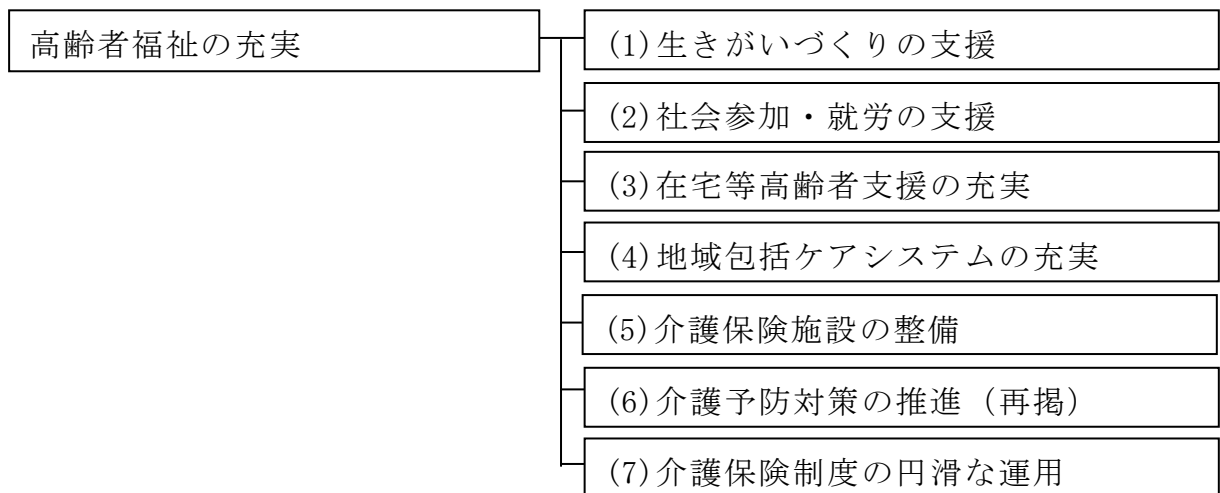 高齢者福祉の充実
(1)生きがいづくりの支援
(2)社会参加・就労の支援
(3)在宅等高齢者支援の充実
(4)地域包括ケアシステムの充実
(5)介護保険施設の整備
(6)介護予防対策の推進（再掲）
(7)介護保険制度の円滑な運用